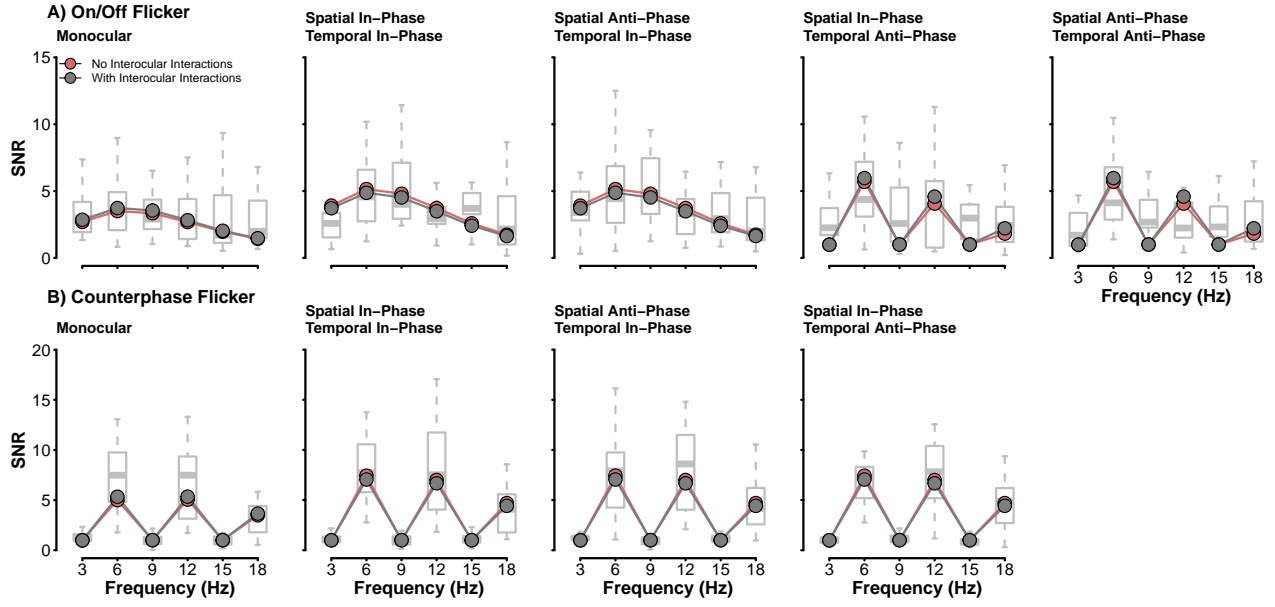 A) On/Off Flicker
Monocular
Spatial In−Phase
Temporal In−Phase
Spatial Anti−Phase
Temporal In−Phase
Spatial In−Phase
Temporal Anti−Phase
Spatial Anti−Phase
Temporal Anti−Phase
No Interocular Interactions
With Interocular Interactions
SNR
15
10
5
0
3 6 9 12 15 18
Frequency (Hz)
B) Counterphase Flicker
Monocular
Spatial In−Phase
Temporal In−Phase
Spatial Anti−Phase
Temporal In−Phase
Spatial In−Phase
Temporal Anti−Phase
SNR
20
15
10
5
0
3 6 9 12 15 18
Frequency (Hz)
3 6 9 12 15 18
Frequency (Hz)
3 6 9 12 15 18
Frequency (Hz)
3 6 9 12 15 18
Frequency (Hz)